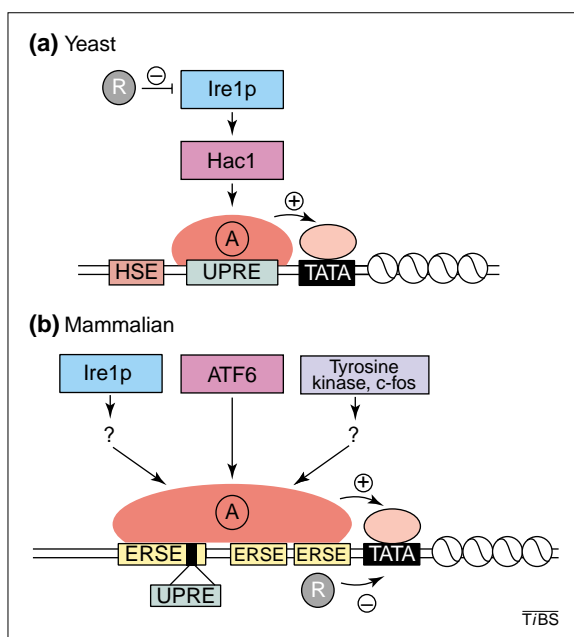 (a) Yeast
R
−
Ire1p
Hac1
+
A
HSE
UPRE
TATA
(b) Mammalian
Ire1p
ATF6
Tyrosine
kinase, c-fos
?
?
A
+
ERSE
ERSE
ERSE
TATA
UPRE
R
−
TiBS